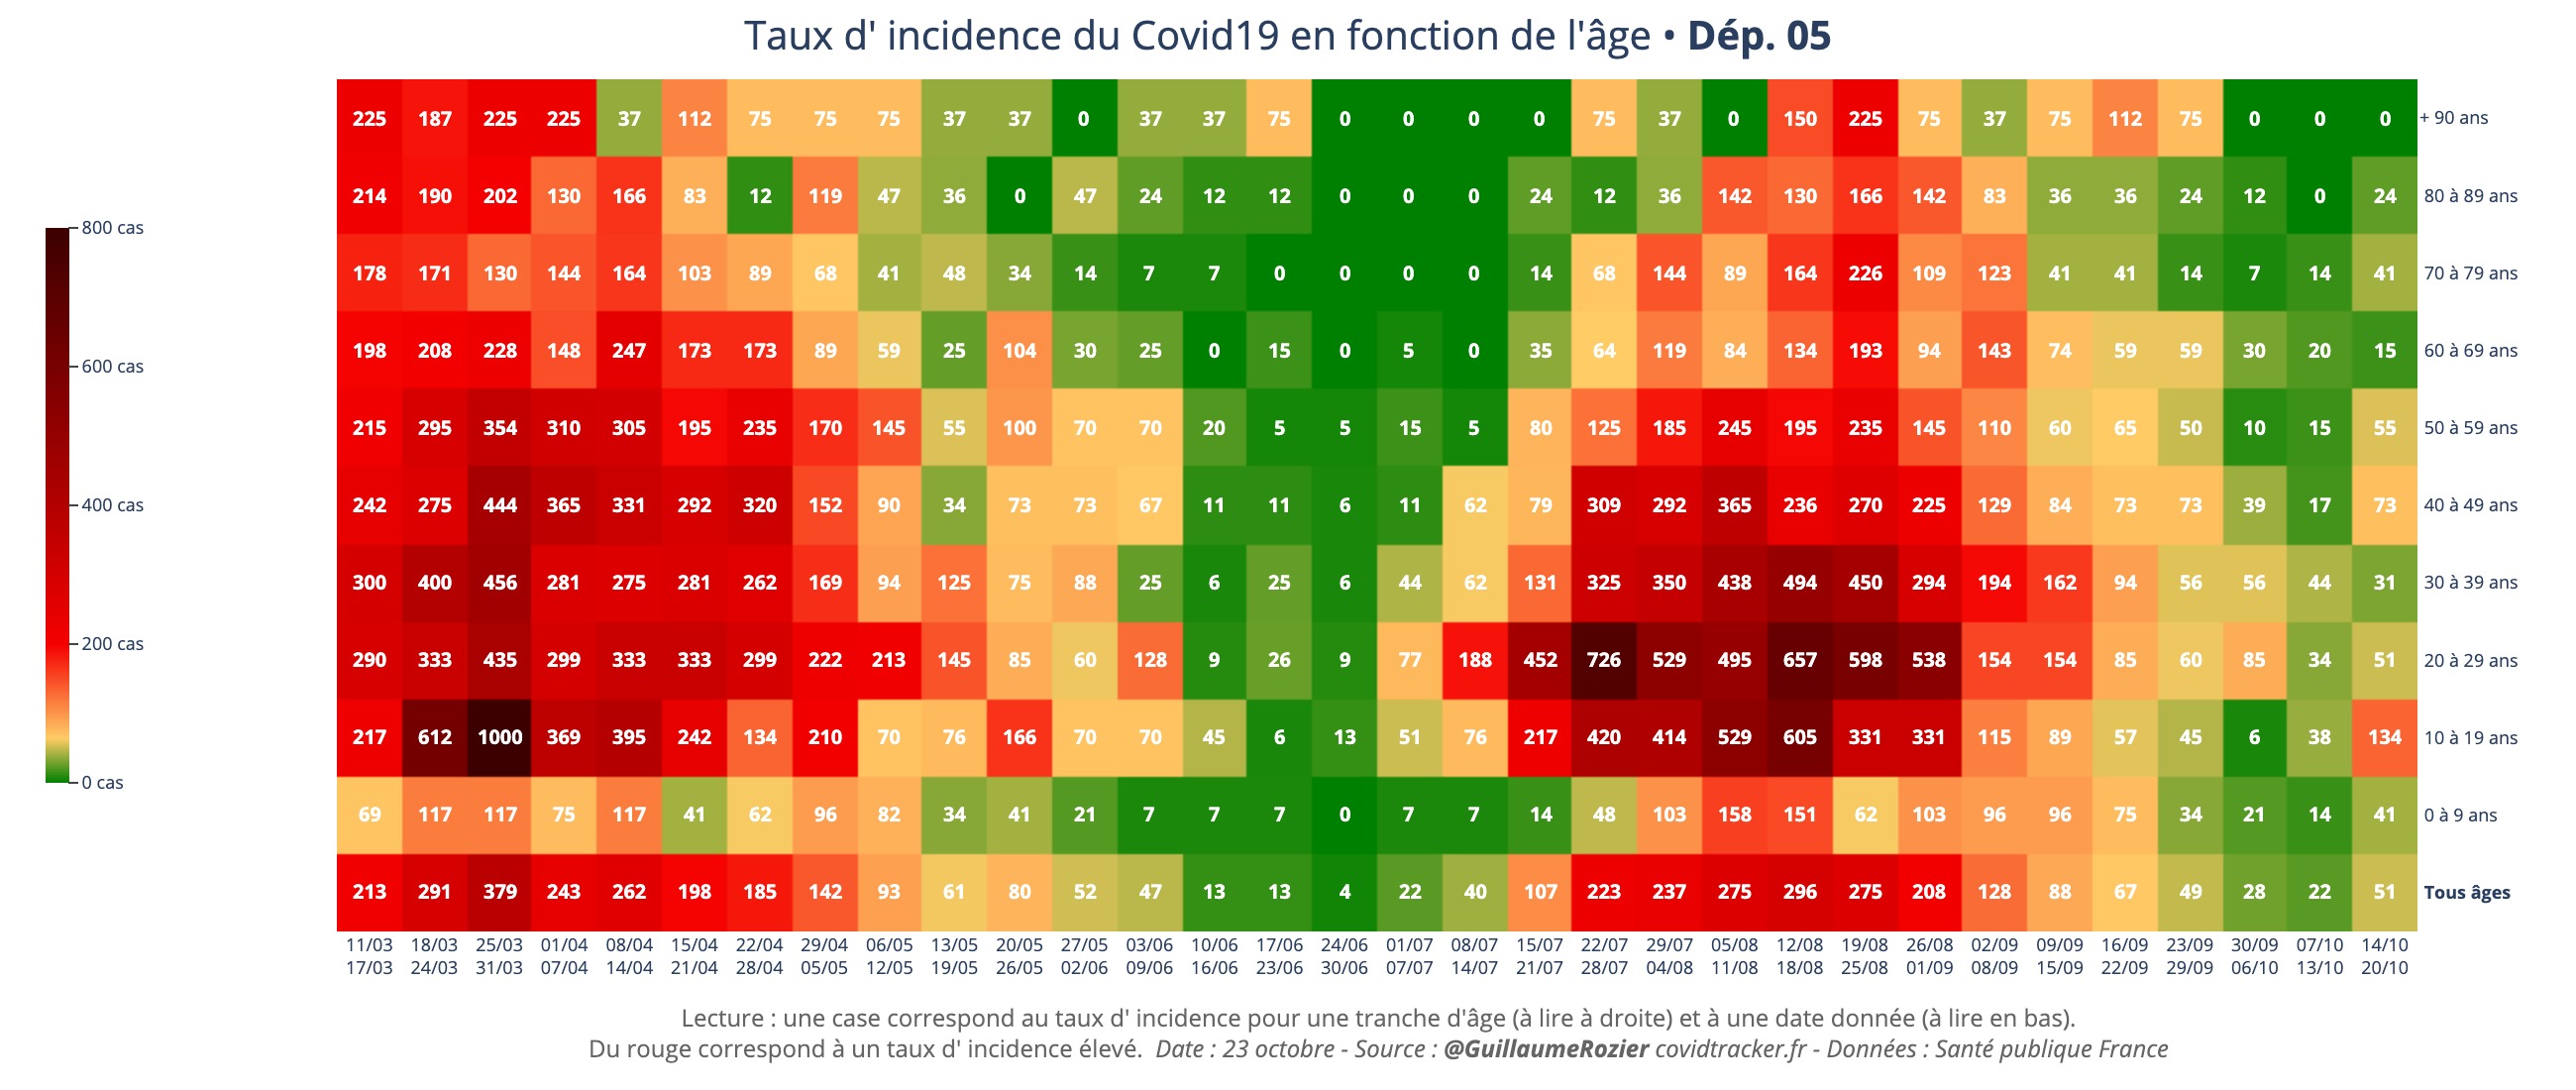 Taux d' incidence du Covid19 en fonction de l'âge • Dép. 05
225 187 225 225 37 112 75 75 75 37 37 0 37 37 75 0 0 0 0 75 37 0 150 225 75 37 75 112 75 0 0 0 + 90 ans
214 190 202 130 166 83 12 119 47 36 0 47 24 12 12 0 0 0 24 12 36 142 130 166 142 83 36 36 24 12 0 24 80 à 89 ans
178 171 130 144 164 103 89 68 41 48 34 14 7 7 0 0 0 0 14 68 144 89 164 226 109 123 41 41 14 7 14 41 70 à 79 ans
198 208 228 148 247 173 173 89 59 25 104 30 25 0 15 0 5 0 35 64 119 84 134 193 94 143 74 59 59 30 20 15 60 à 69 ans
215 295 354 310 305 195 235 170 145 55 100 70 70 20 5 5 15 5 80 125 185 245 195 235 145 110 60 65 50 10 15 55 50 à 59 ans
242 275 444 365 331 292 320 152 90 34 73 73 67 11 11 6 11 62 79 309 292 365 236 270 225 129 84 73 73 39 17 73 40 à 49 ans
300 400 456 281 275 281 262 169 94 125 75 88 25 6 25 6 44 62 131 325 350 438 494 450 294 194 162 94 56 56 44 31 30 à 39 ans
290 333 435 299 333 333 299 222 213 145 85 60 128 9 26 9 77 188 452 726 529 495 657 598 538 154 154 85 60 85 34 51 20 à 29 ans
217 612 1000 369 395 242 134 210 70 76 166 70 70 45 6 13 51 76 217 420 414 529 605 331 331 115 89 57 45 6 38 134 10 à 19 ans
69 117 117 75 117 41 62 96 82 34 41 21 7 7 7 0 7 7 14 48 103 158 151 62 103 96 96 75 34 21 14 41 0 à 9 ans
213 291 379 243 262 198 185 142 93 61 80 52 47 13 13 4 22 40 107 223 237 275 296 275 208 128 88 67 49 28 22 51 Tous âges
11/03 18/03 25/03 01/04 08/04 15/04 22/04 29/04 06/05 13/05 20/05 27/05 03/06 10/06 17/06 24/06 01/07 08/07 15/07 22/07 29/07 05/08 12/08 19/08 26/08 02/09 09/09 16/09 23/09 30/09 07/10 14/10
17/03 24/03 31/03 07/04 14/04 21/04 28/04 05/05 12/05 19/05 26/05 02/06 09/06 16/06 23/06 30/06 07/07 14/07 21/07 28/07 04/08 11/08 18/08 25/08 01/09 08/09 15/09 22/09 29/09 06/10 13/10 20/10
800 cas
600 cas
400 cas
200 cas
0 cas
Lecture : une case correspond au taux d' incidence pour une tranche d'âge (à lire à droite) et à une date donnée (à lire en bas).
Du rouge correspond à un taux d' incidence élevé. Date : 23 octobre - Source : @GuillaumeRozier covidtracker.fr - Données : Santé publique France